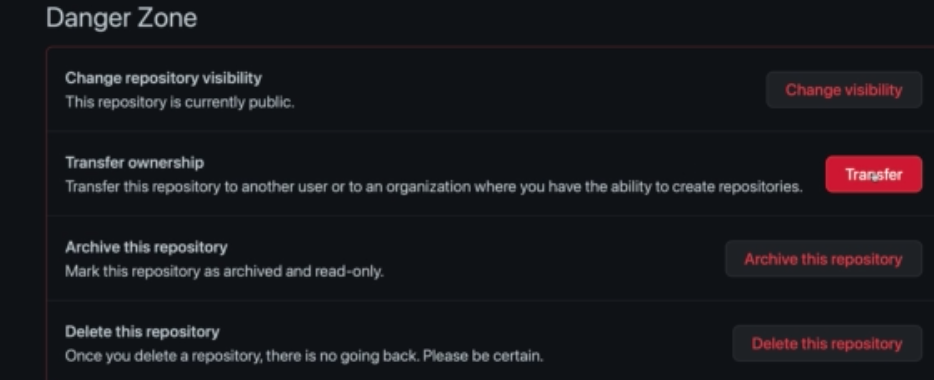 Danger Zone
Change repository visibility
This repository is currently public.
Change visibility
Transfer ownership
Transfer this repository to another user or to an organization where you have the ability to create repositories.
Transfer
Archive this repository
Mark this repository as archived and read-only.
Archive this repository
Delete this repository
Once you delete a repository, there is no going back. Please be certain.
Delete this repository